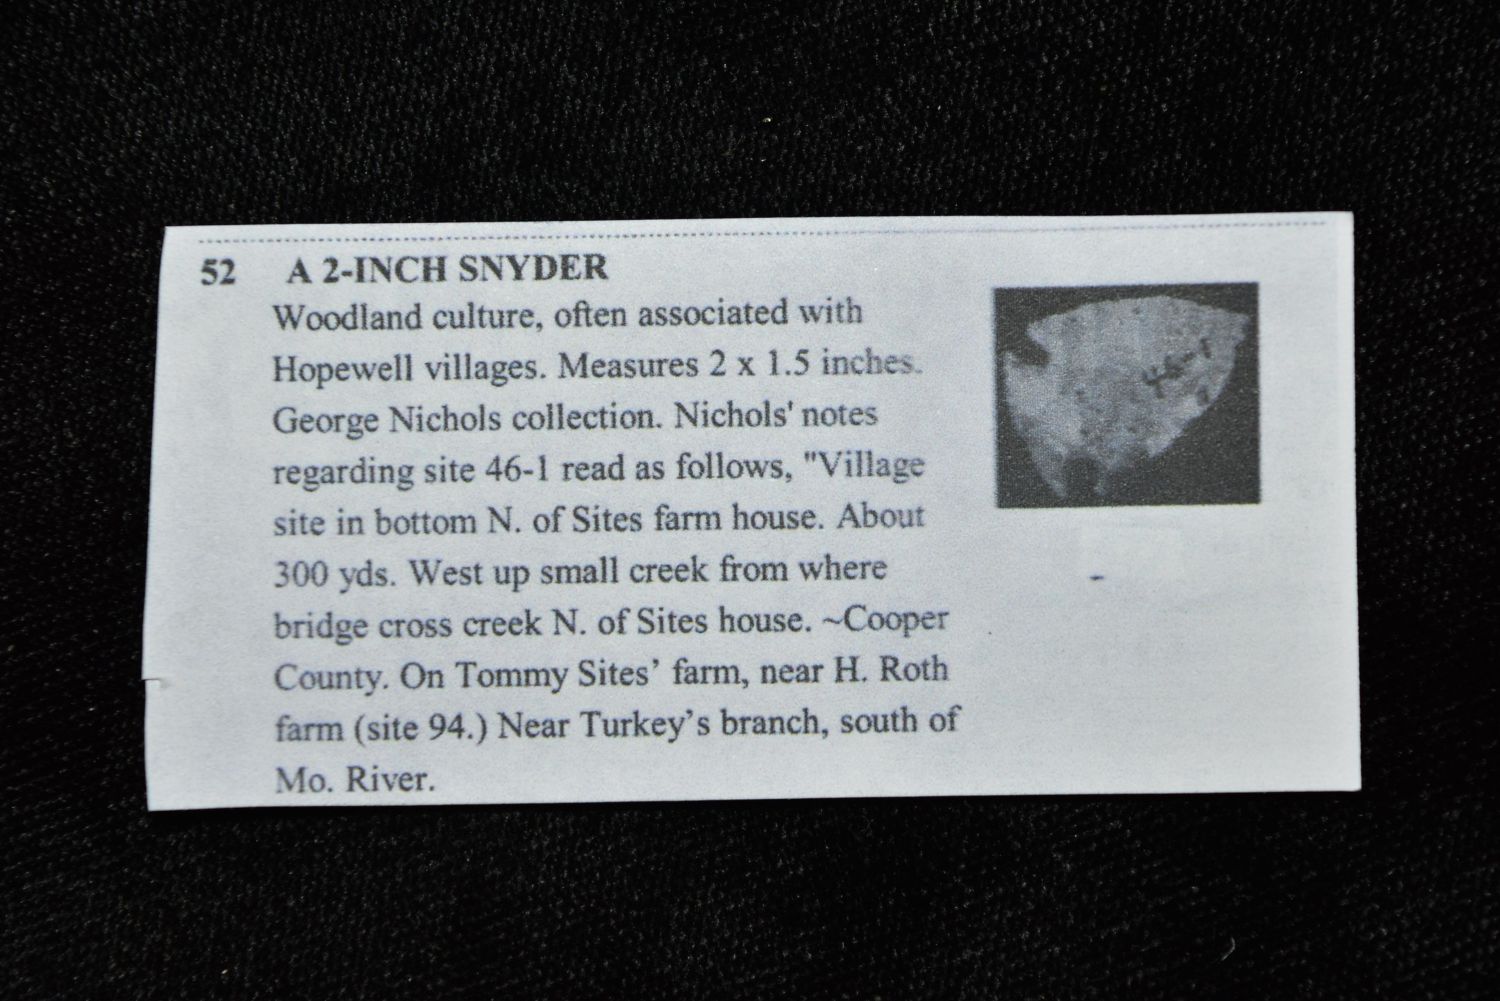 52 A 2-INCH SNYDER
Woodland culture, often associated with
Hopewell villages. Measures 2 x 1.5 inches.
George Nichols collection. Nichols' notes
regarding site 46-1 read as follows, "Village
site in bottom N. of Sites farm house. About
300 yds. West up small creek from where
bridge cross creek N. of Sites house. ~Cooper
County. On Tommy Sites’ farm, near H. Roth
farm (site 94.) Near Turkey’s branch, south of
Mo. River.
46-1